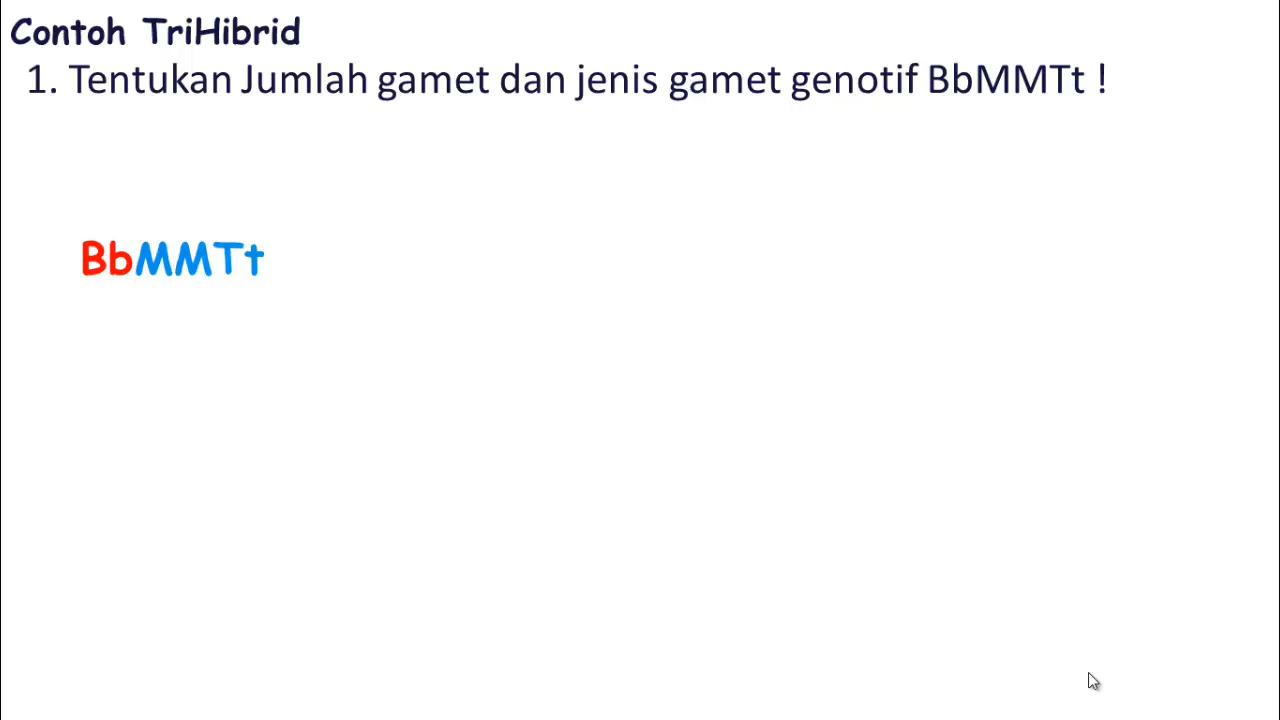 Contoh TriHibrid
1. Tentukan Jumlah gamet dan jenis gamet genotif BbMMTt !
BbMMTt